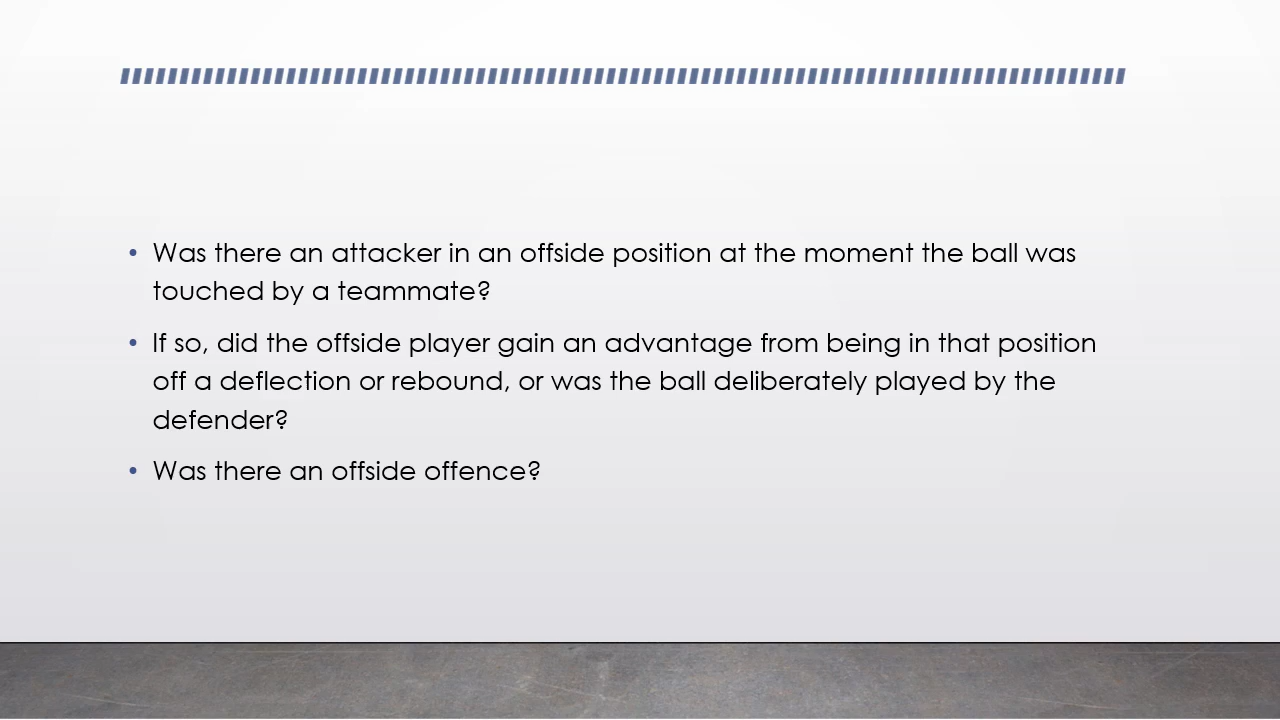 • Was there an attacker in an offside position at the moment the ball was
touched by a teammate?
• If so, did the offside player gain an advantage from being in that position
off a deflection or rebound, or was the ball deliberately played by the
defender?
• Was there an offside offence?